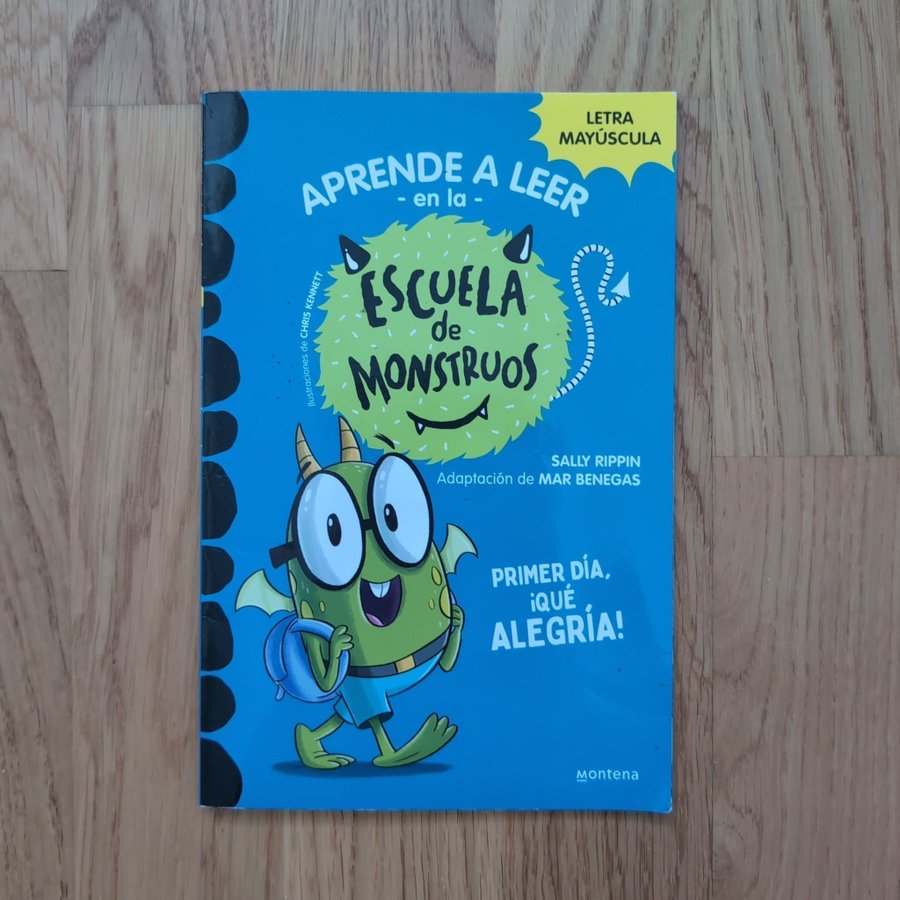 LETRA
MAYÚSCULA
APRENDE A LEER
- en la -
ESCUELA
de
MONSTRUOS
Ilustraciones de CHRIS KENNETT
SALLY RIPPIN
Adaptación de MAR BENEGAS
PRIMER DÍA,
¡QUÉ
ALEGRÍA!
Montena